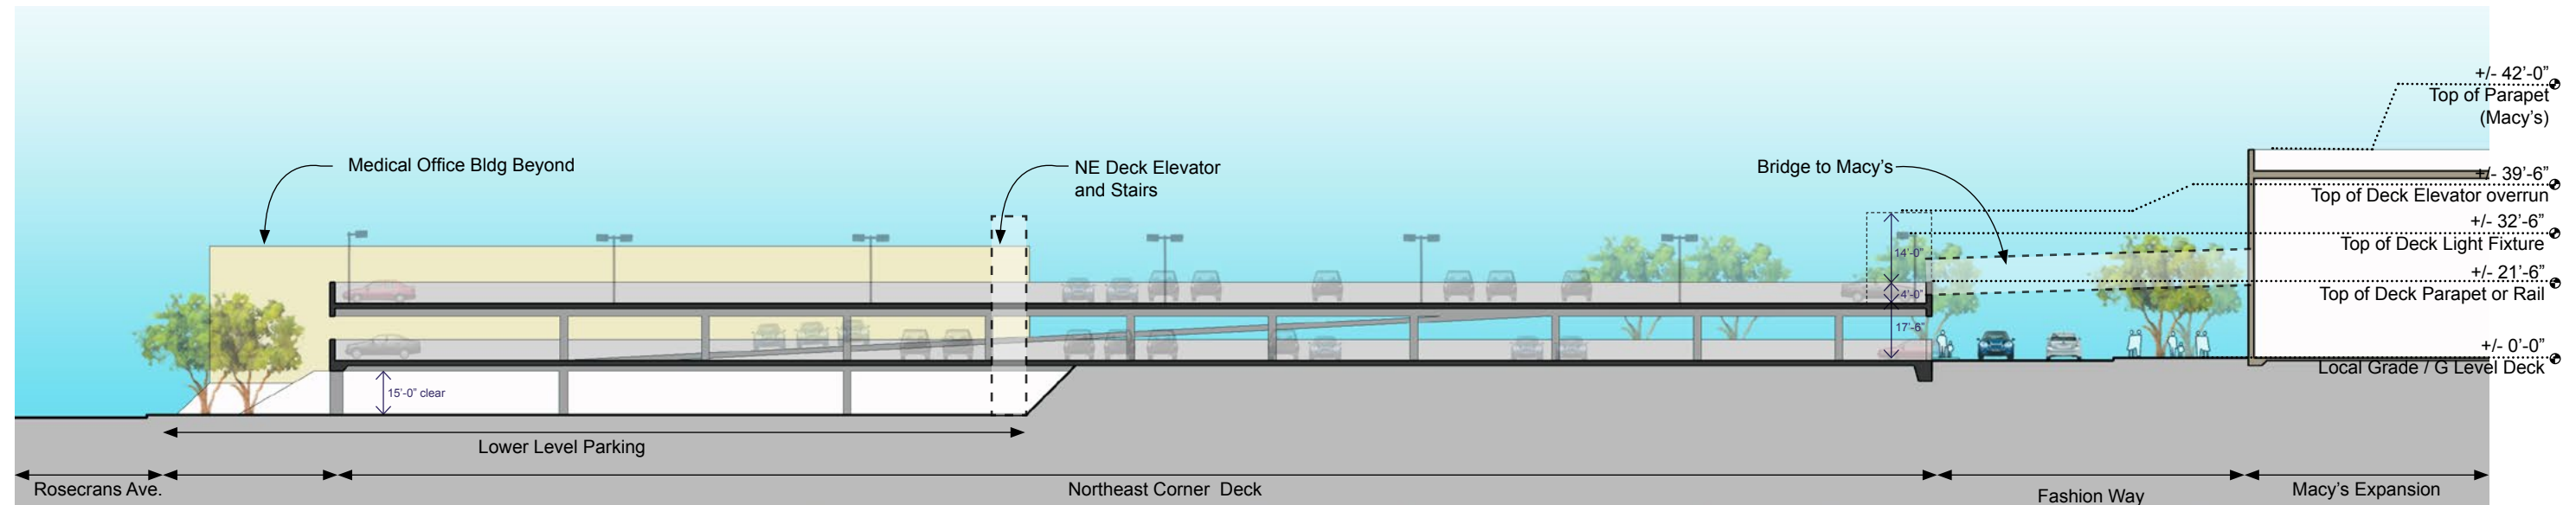 +/- 42'-0"
Top of Parapet
(Macy's)
Medical Office Bldg Beyond
NE Deck Elevator
and Stairs
Bridge to Macy's
+/- 39'-6"
Top of Deck Elevator overrun
+/- 32'-6"
Top of Deck Light Fixture
14'-0"
+/- 21'-6"
Top of Deck Parapet or Rail
4'-0"
17'-6"
+/- 0'-0"
Local Grade / G Level Deck
15'-0" clear
Lower Level Parking
Rosecrans Ave.
Northeast Corner Deck
Fashion Way
Macy's Expansion